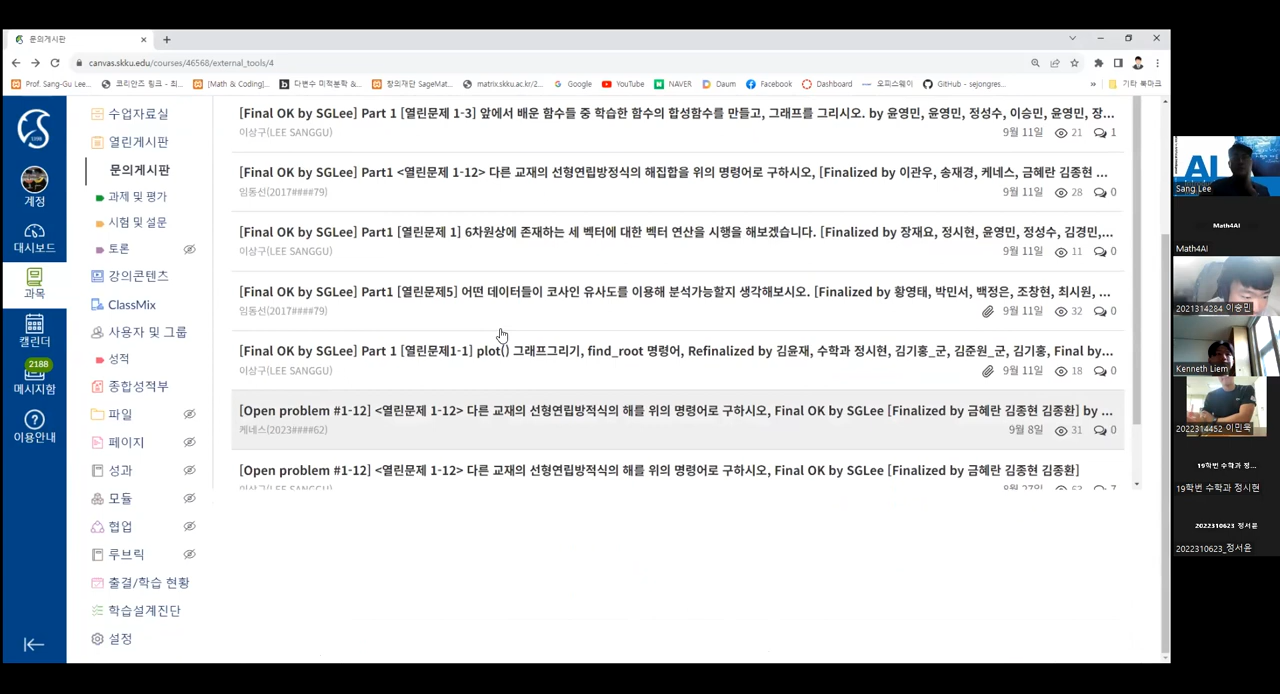 문의게시판
canvas.skku.edu/courses/46568/external_tools/4
Prof. Sang-Gu Lee...
코리안즈 링크 - 최...
[Math & Coding]...
다변수 미적분학 &...
창의재단 SageMat...
matrix.skku.ac.kr/2...
Google
YouTube
NAVER
Daum
Facebook
Dashboard
오피스웨이
GitHub - sejongres...
»
기타 북마크
1398
계정
대시보드
과목
캘린더
2188
메시지함
이용안내
수업자료실
열린게시판
문의게시판
과제 및 평가
시험 및 설문
토론
강의콘텐츠
ClassMix
사용자 및 그룹
성적
종합성적부
파일
페이지
성과
모듈
협업
루브릭
출결/학습 현황
학습설계진단
설정
[Final OK by SGLee] Part 1 [열린문제 1-3] 앞에서 배운 함수들 중 학습한 함수의 합성함수를 만들고, 그래프를 그리시오. by 윤영민, 윤영민, 정성수, 이승민, 윤영민, 장...
이상구(LEE SANGGU) 9월 11일 21 1
[Final OK by SGLee] Part1 <열린문제 1-12> 다른 교재의 선형연립방정식의 해집합을 위의 명령어로 구하시오, [Finalized by 이관우, 송재경, 케네스, 금혜란 김종현 ...
임동선(2017####79) 9월 11일 28 0
[Final OK by SGLee] Part1 [열린문제 1] 6차원상에 존재하는 세 벡터에 대한 벡터 연산을 시행을 해보겠습니다. [Finalized by 장재요, 정시현, 윤영민, 정성수, 김경민,...
이상구(LEE SANGGU) 9월 11일 11 0
[Final OK by SGLee] Part1 [열린문제5] 어떤 데이터들이 코사인 유사도를 이용해 분석가능할지 생각해보시오. [Finalized by 황영태, 박민서, 백정은, 조창현, 최시원, ...
임동선(2017####79) 9월 11일 32 0
[Final OK by SGLee] Part 1 [열린문제1-1] plot() 그래프그리기, find_root 명령어, Refinalized by 김윤재, 수학과 정시현, 김기홍_군, 김준원_군, 김기홍, Final by...
이상구(LEE SANGGU) 9월 11일 18 0
[Open problem #1-12] <열린문제 1-12> 다른 교재의 선형연립방적식의 해를 위의 명령어로 구하시오, Final OK by SGLee [Finalized by 금혜란 김종현 김종환] by ...
케네스(2023####62) 9월 8일 31 0
[Open problem #1-12] <열린문제 1-12> 다른 교재의 선형연립방적식의 해를 위의 명령어로 구하시오, Final OK by SGLee [Finalized by 금혜란 김종현 김종환]
이상구(LEE SANGGU) 8월 27일 7
AI
Sang Lee
Math4AI
Math4AI
2021314284 이승민
Kenneth Liem
2022314452 이민욱
19학번 수학과 정...
19학번 수학과 정시현
2022310623 정서윤
2022310623_정서윤